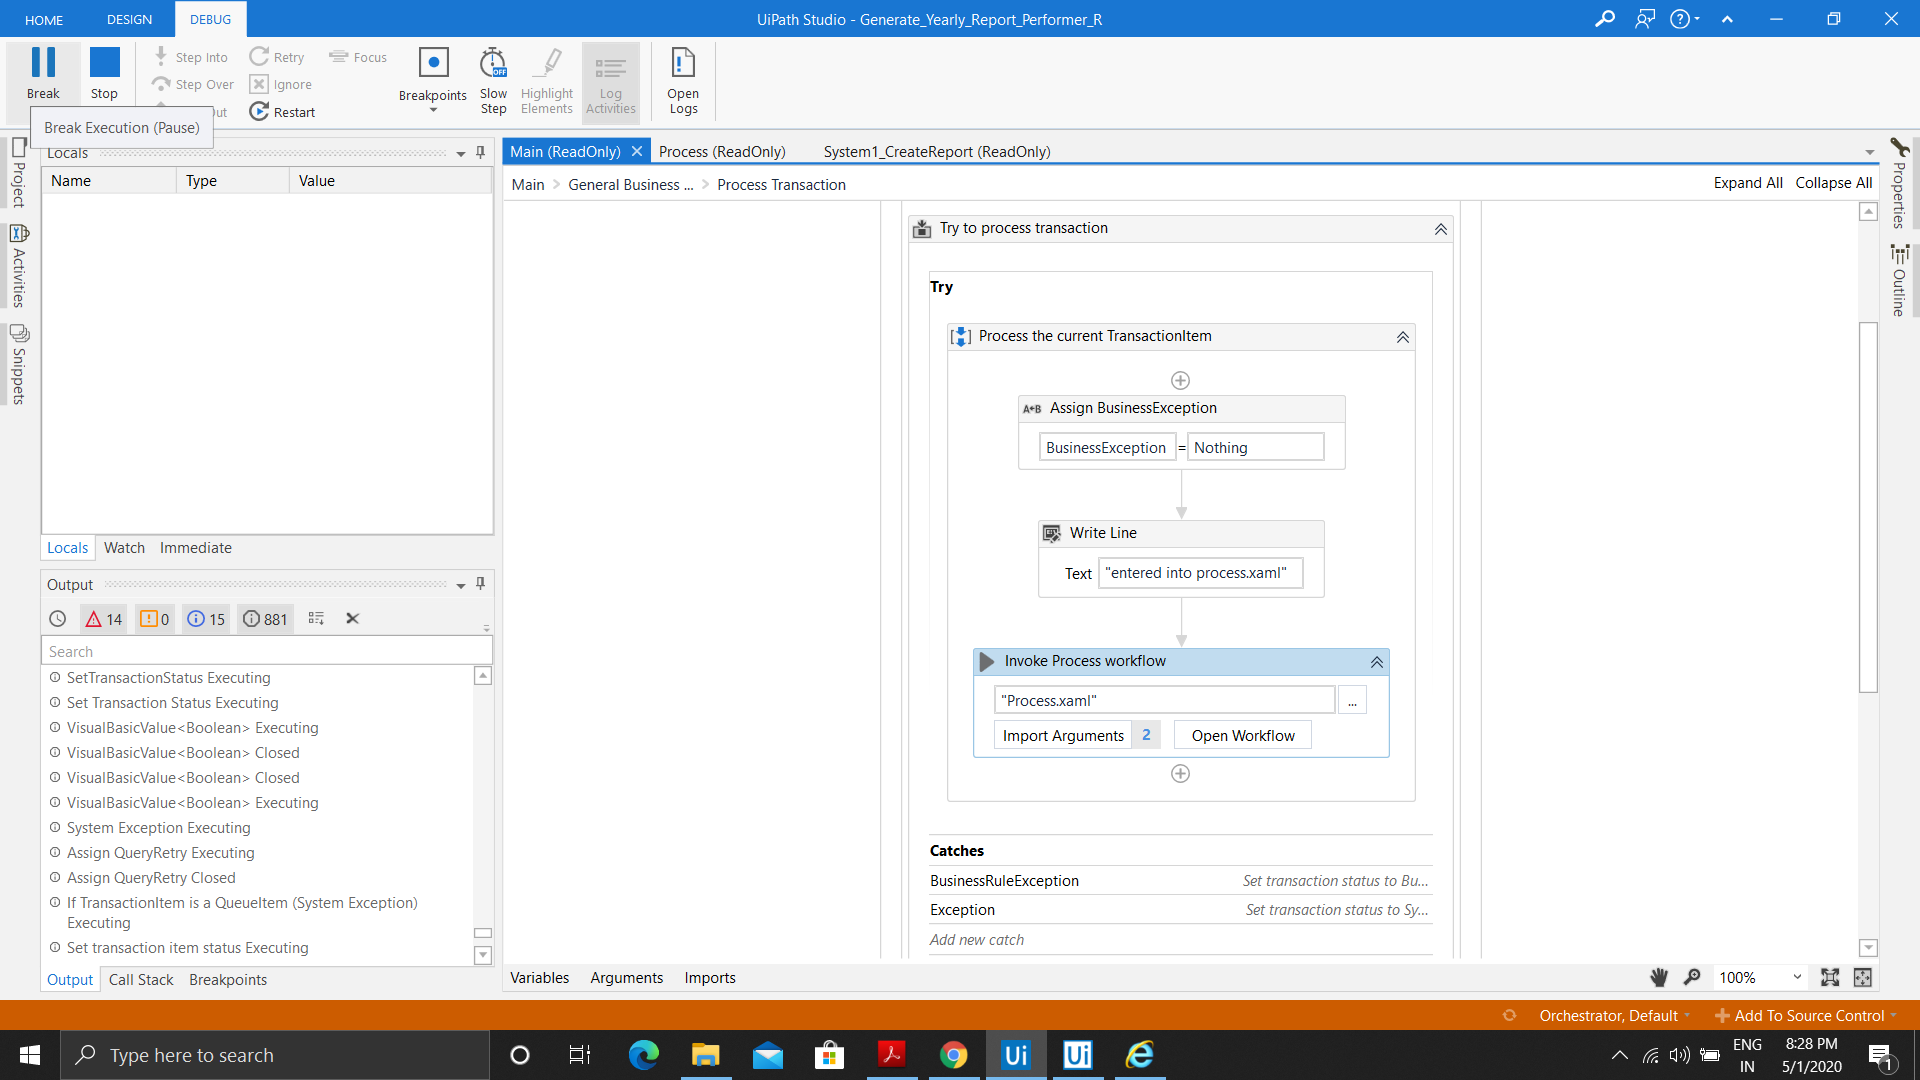 HOME
DESIGN
DEBUG
UiPath Studio - Generate_Yearly_Report_Performer_R
Break
Stop
Step Into
Step Over
Out
Retry
Ignore
Restart
Focus
Breakpoints
Slow
Step
OFF
Highlight
Elements
Log
Activities
Open
Logs
Break Execution (Pause)
Project
Activities
Snippets
Locals
Name
Type
Value
Locals
Watch
Immediate
Output
14
0
15
881
Search
SetTransactionStatus Executing
Set Transaction Status Executing
VisualBasicValue<Boolean> Executing
VisualBasicValue<Boolean> Closed
VisualBasicValue<Boolean> Closed
VisualBasicValue<Boolean> Executing
System Exception Executing
Assign QueryRetry Executing
Assign QueryRetry Closed
If TransactionItem is a QueueItem (System Exception)
Executing
Set transaction item status Executing
Output
Call Stack
Breakpoints
Main (ReadOnly)
Process (ReadOnly)
System1_CreateReport (ReadOnly)
Main > General Business ... > Process Transaction
Expand All
Collapse All
Try to process transaction
Try
Process the current TransactionItem
A+B Assign BusinessException
BusinessException = Nothing
Write Line
Text "entered into process.xaml"
Invoke Process workflow
"Process.xaml" ...
Import Arguments 2
Open Workflow
Catches
BusinessRuleException
Set transaction status to Bu...
Exception
Set transaction status to Sy...
Add new catch
Variables
Arguments
Imports
100%
Properties
Outline
Orchestrator, Default
Add To Source Control
Type here to search
Ui
Ui
ENG
IN
8:28 PM
5/1/2020
1